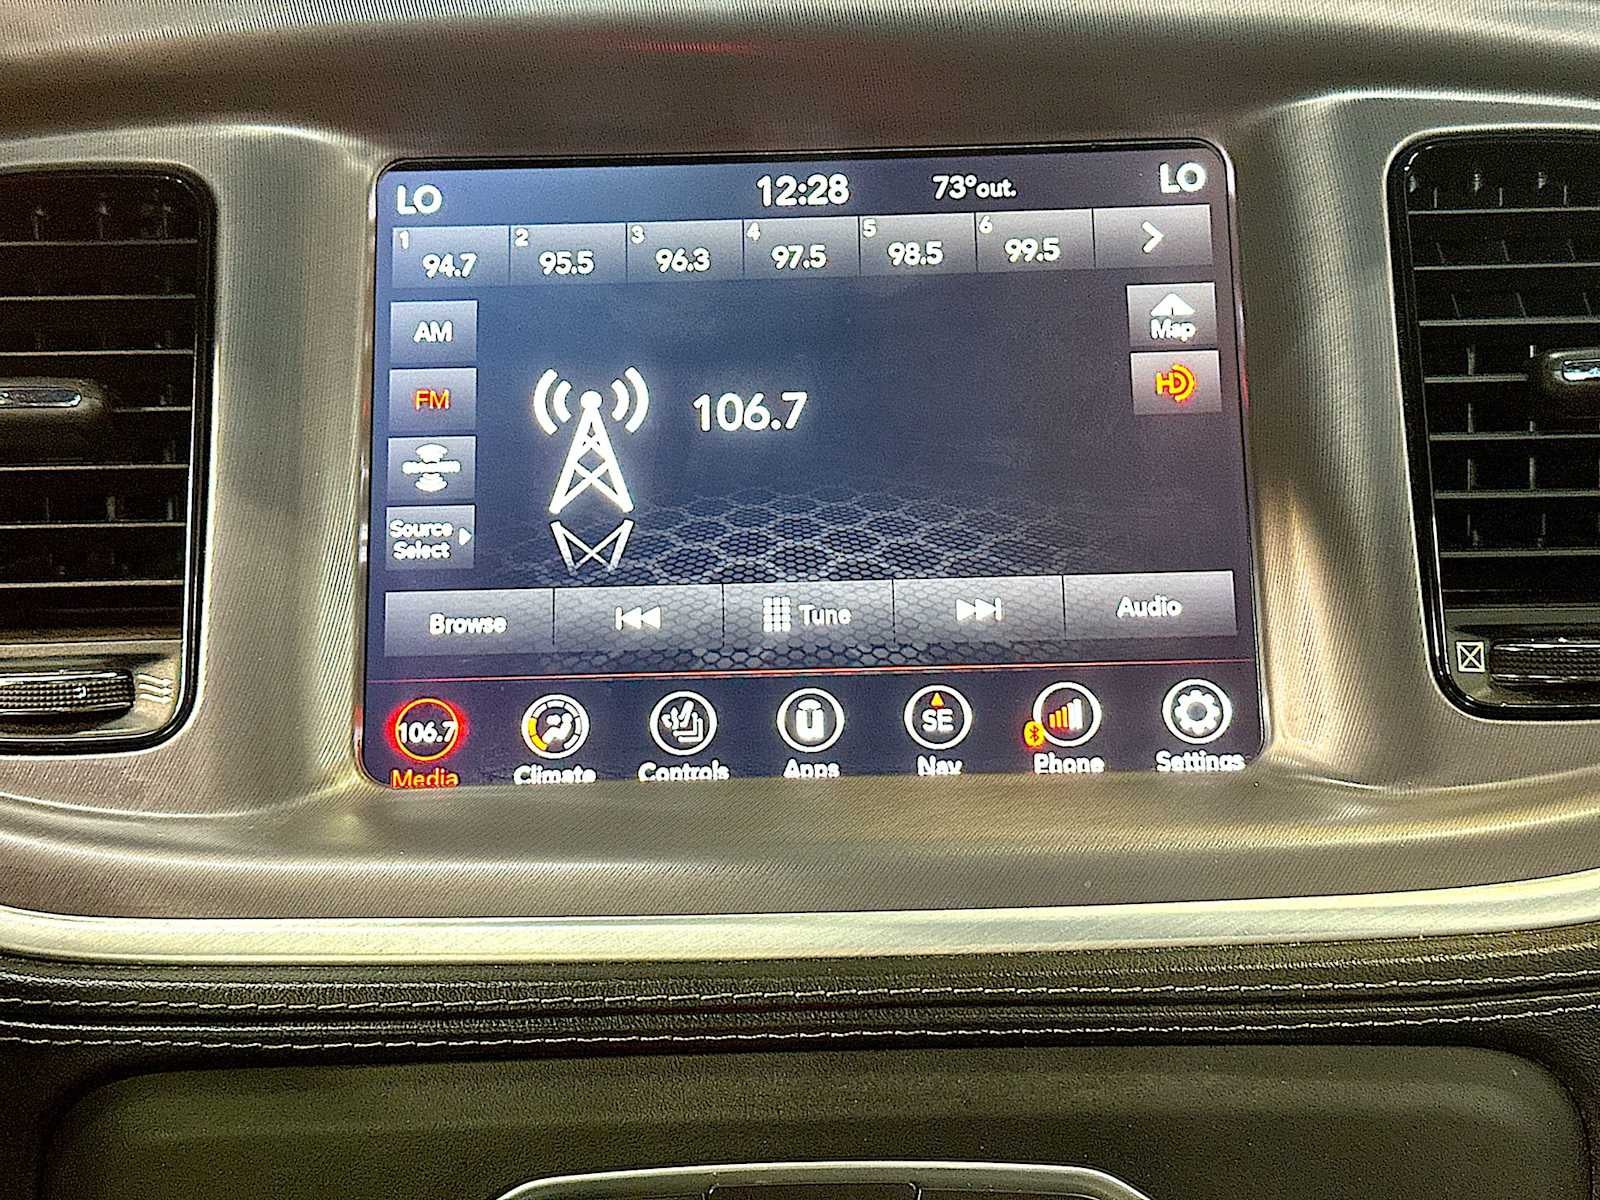 LO 12:28 73°out. LO
1 94.7 2 95.5 3 96.3 4 97.5 5 98.5 6 99.5
AM
Map
FM
HD
106.7
Source
Select
Browse Tune Audio
106.7 SE
Media Climate Controls Apps Nav Phone Settings